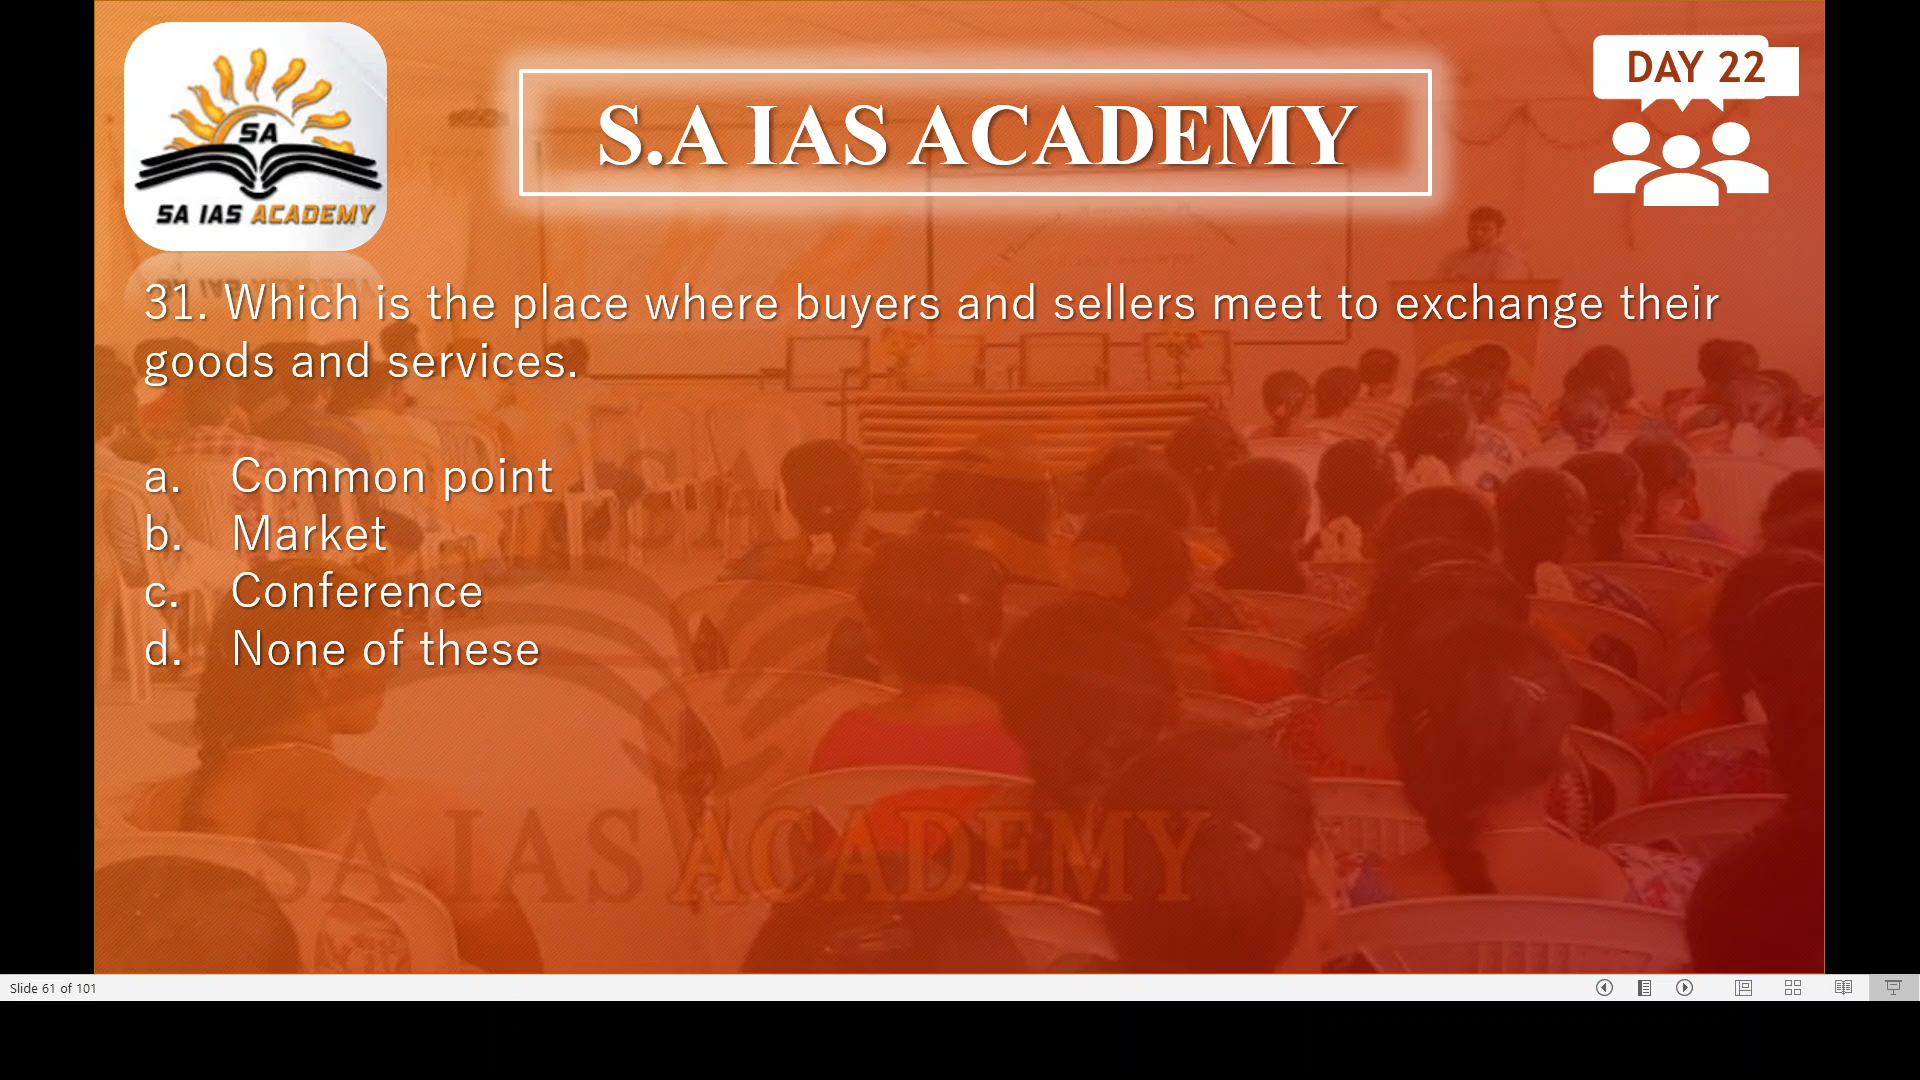 SA
SA IAS ACADEMY
S.A IAS ACADEMY
DAY 22
31. Which is the place where buyers and sellers meet to exchange their
goods and services.
a. Common point
b. Market
c. Conference
d. None of these
SA IAS ACADEMY
Slide 61 of 101